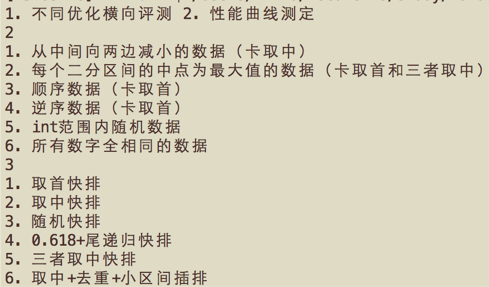 1. 不同优化横向评测 2. 性能曲线测定
2
1. 从中间向两边减小的数据（卡取中）
2. 每个二分区间的中点为最大值的数据（卡取首和三者取中）
3. 顺序数据（卡取首）
4. 逆序数据（卡取首）
5. int范围内随机数据
6. 所有数字全相同的数据
3
1. 取首快排
2. 取中快排
3. 随机快排
4. 0.618+尾递归快排
5. 三者取中快排
6. 取中+去重+小区间插排